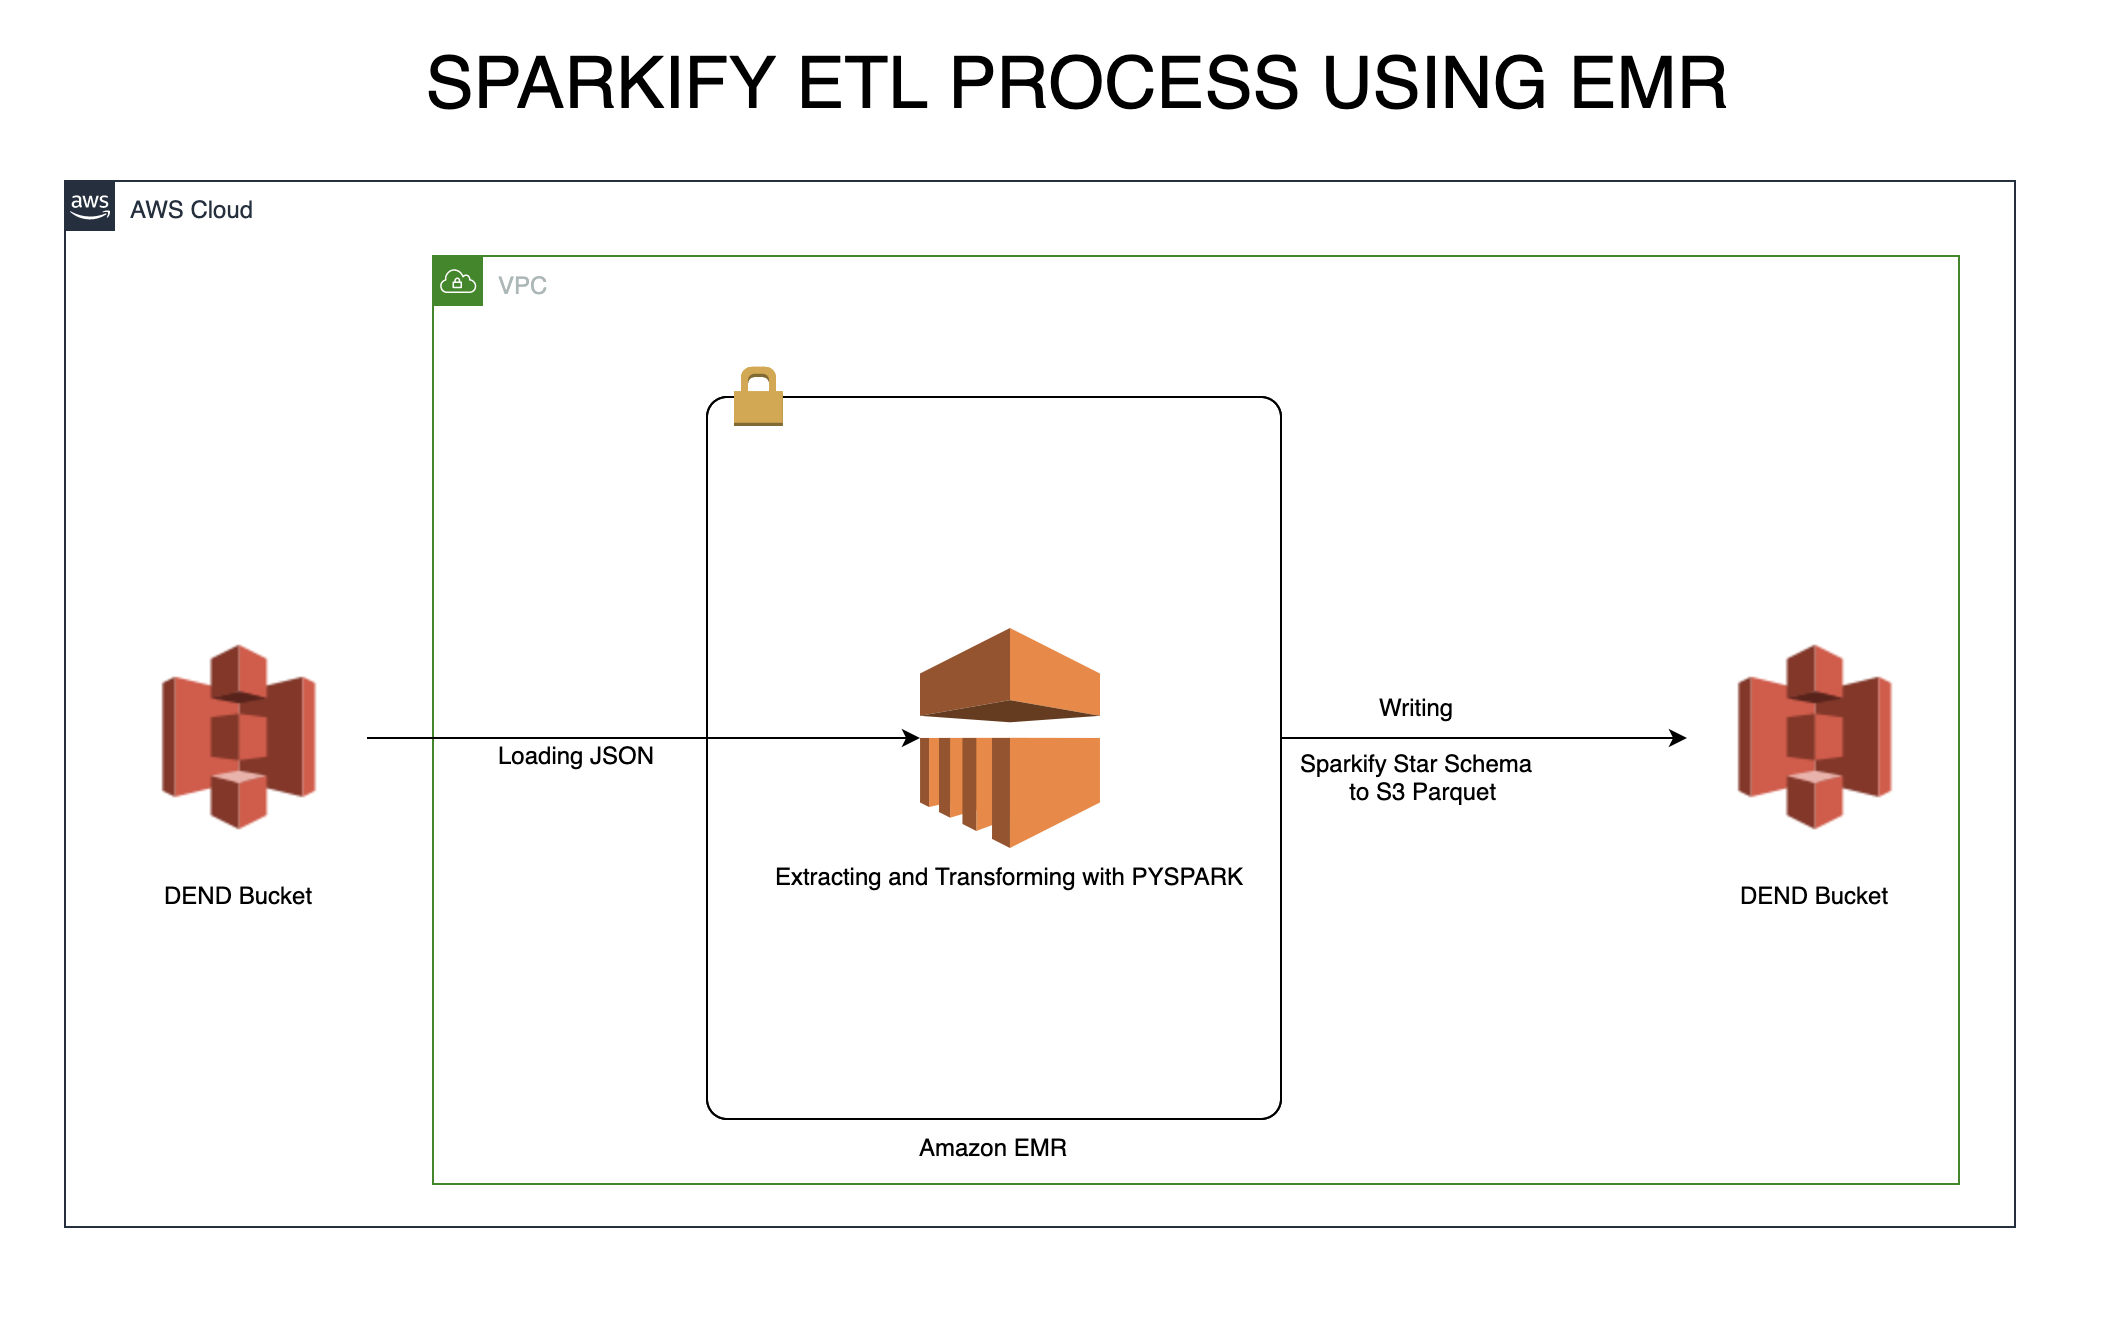 SPARKIFY ETL PROCESS USING EMR
aws
AWS Cloud
VPC
Loading JSON
Writing
Sparkify Star Schema
to S3 Parquet
Extracting and Transforming with PYSPARK
DEND Bucket
DEND Bucket
Amazon EMR